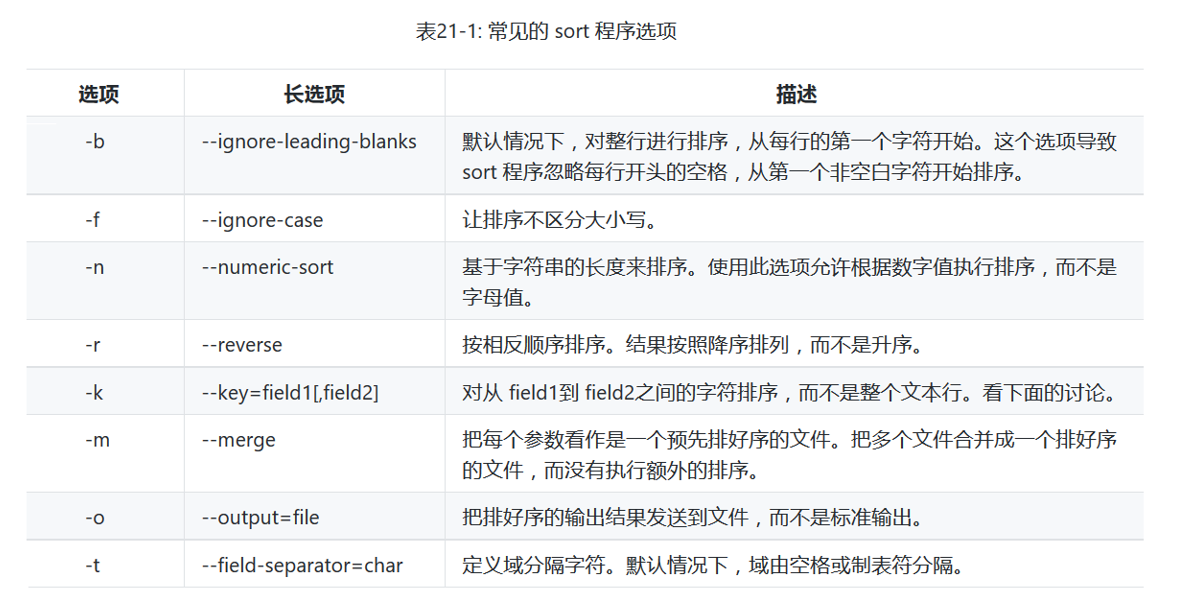 表21-1: 常见的 sort 程序选项
选项 长选项 描述
-b --ignore-leading-blanks 默认情况下，对整行进行排序，从每行的第一个字符开始。这个选项导致
sort 程序忽略每行开头的空格，从第一个非空白字符开始排序。
-f --ignore-case 让排序不区分大小写。
-n --numeric-sort 基于字符串的长度来排序。使用此选项允许根据数字值执行排序，而不是
字母值。
-r --reverse 按相反顺序排序。结果按照降序排列，而不是升序。
-k --key=field1[,field2] 对从 field1到 field2之间的字符排序，而不是整个文本行。看下面的讨论。
-m --merge 把每个参数看作是一个预先排好序的文件。把多个文件合并成一个排好序
的文件，而没有执行额外的排序。
-o --output=file 把排好序的输出结果发送到文件，而不是标准输出。
-t --field-separator=char 定义域分隔字符。默认情况下，域由空格或制表符分隔。